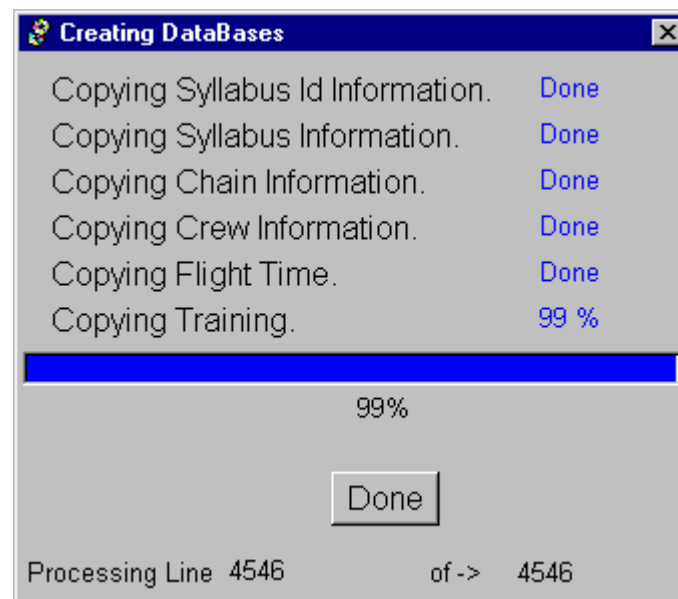 Creating DataBases
Copying Syllabus Id Information. Done
Copying Syllabus Information. Done
Copying Chain Information. Done
Copying Crew Information. Done
Copying Flight Time. Done
Copying Training. 99 %
99%
Done
Processing Line 4546 of -> 4546